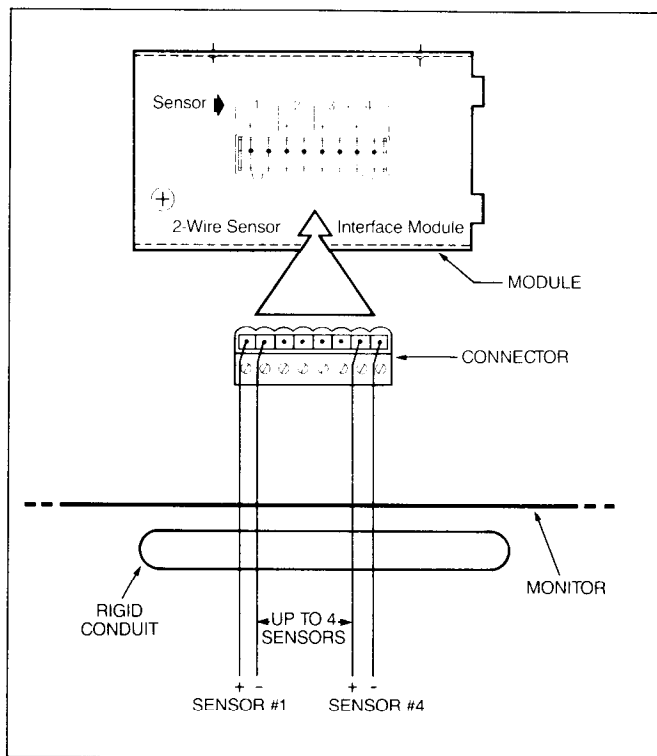 Sensor
1 2 3 4
2-Wire Sensor Interface Module
MODULE
CONNECTOR
MONITOR
RIGID
CONDUIT
UP TO 4
SENSORS
+ - + -
SENSOR #1 SENSOR #4